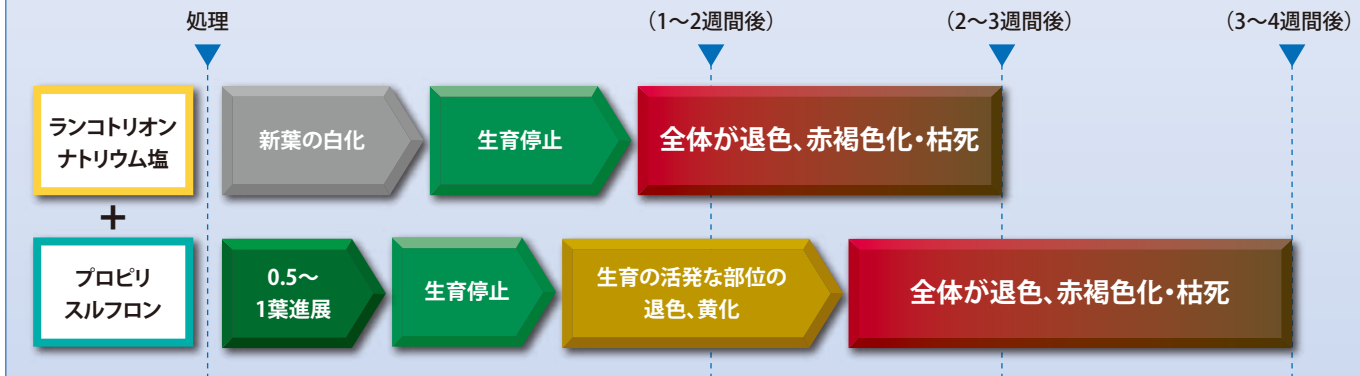 処理
（1〜2週間後）
（2〜3週間後）
（3〜4週間後）
ランコトリオン
ナトリウム塩
新葉の白化
生育停止
全体が退色、赤褐色化・枯死
+
プロピリ
スルフロン
0.5〜
1葉進展
生育停止
生育の活発な部位の
退色、黄化
全体が退色、赤褐色化・枯死